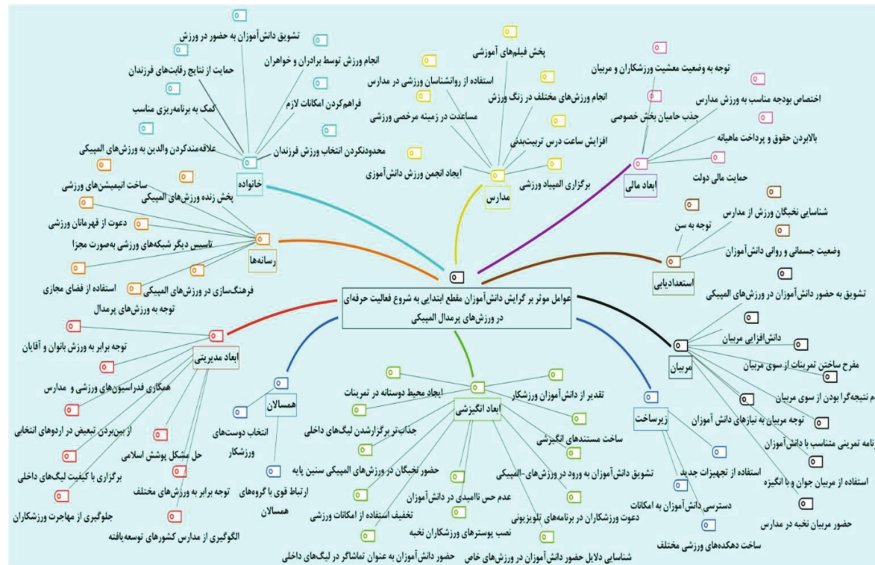 تشویق دانش‌آموزان به حضور در ورزش
انجام ورزش توسط برادران و خواهران
حمایت از نتایج رقابت‌های فرزندان
فراهم‌کردن امکانات لازم
کمک به برنامه‌ریزی مناسب
محدودنکردن انتخاب ورزش فرزندان
علاقه‌مندکردن والدین به ورزش‌های المپیکی
خانواده
پخش فیلم‌های آموزشی
استفاده از روانشناسان ورزشی در مدارس
انجام ورزش‌های مختلف در زنگ ورزش
مساعدت در زمینه مرخصی ورزشی
افزایش ساعت درس تربیت‌بدنی
ایجاد انجمن ورزش دانش‌آموزی
برگزاری المپیاد ورزشی
مدارس
توجه به وضعیت معیشت ورزشکاران و مربیان
اختصاص بودجه مناسب به ورزش مدارس
جذب حامیان بخش خصوصی
بالابردن حقوق و پرداخت ماهیانه
حمایت مالی دولت
ابعاد مالی
ساخت انیمیشن‌های ورزشی
پخش زنده ورزش‌های المپیکی
دعوت از قهرمانان ورزشی
تاسیس دیگر شبکه‌های ورزشی به‌صورت مجزا
رسانه‌ها
استفاده از فضای مجازی
فرهنگ‌سازی در ورزش‌های المپیکی
شناسایی نخبگان ورزش از مدارس
توجه به سن
وضعیت جسمانی و روانی دانش‌آموزان
استعدادیابی
عوامل موثر بر گرایش دانش‌آموزان مقطع ابتدایی به شروع فعالیت حرفه‌ای
در ورزش‌های پرمدال المپیکی
توجه به ورزش‌های پرمدال
توجه برابر به ورزش بانوان و آقایان
ابعاد مدیریتی
همکاری فدراسیون‌های ورزشی و مدارس
از بین‌بردن تبعیض در اردوهای انتخابی
حل مشکل پوشش اسلامی
برگزاری با کیفیت لیگ‌های داخلی
توجه برابر به ورزش‌های مختلف
جلوگیری از مهاجرت ورزشکاران
الگوگیری از مدارس کشورهای توسعه‌یافته
همسالان
انتخاب دوست‌های
ورزشکار
ارتباط قوی با گروه‌های
همسالان
تقدیر از دانش‌آموزان ورزشکار
ایجاد محیط دوستانه در تمرینات
ابعاد انگیزشی
ساخت مستندهای انگیزشی
جذاب‌تر برگزارشدن لیگ‌های داخلی
تشویق دانش‌آموزان به ورود در ورزش‌های-المپیکی
حضور نخبگان در ورزش‌های المپیکی سنین پایه
عدم حس ناامیدی در دانش‌آموزان
دعوت ورزشکاران در برنامه‌های تلویزیونی
تخفیف استفاده از امکانات ورزشی
نصب پوسترهای ورزشکاران نخبه
شناسایی دلایل حضور دانش‌آموزان در ورزش‌های خاص
حضور دانش‌آموزان به عنوان تماشاگر در لیگ‌های داخلی
زیرساخت
استفاده از تجهیزات جدید
دسترسی دانش‌آموزان به امکانات
ساخت دهکده‌های ورزشی مختلف
تشویق به حضور دانش‌آموزان در ورزش‌های المپیکی
دانش‌افزایی مربیان
مربیان
مفرح ساختن تمرینات از سوی مربیان
م نتیجه‌گرا بودن از سوی مربیان
توجه مربیان به نیازهای دانش آموزان
رنامه تمرینی متناسب با دانش‌آموزان
استفاده از مربیان جوان و با انگیزه
حضور مربیان نخبه در مدارس